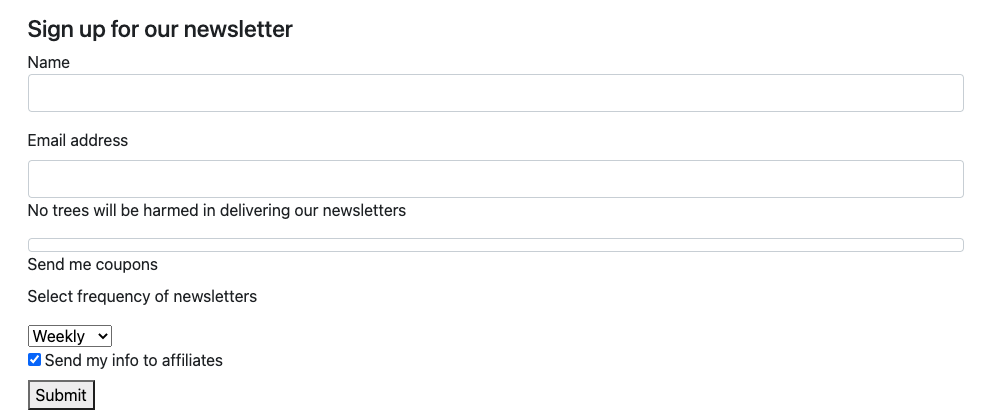 Sign up for our newsletter
Name
Email address
No trees will be harmed in delivering our newsletters
Send me coupons
Select frequency of newsletters
Weekly
Send my info to affiliates
Submit